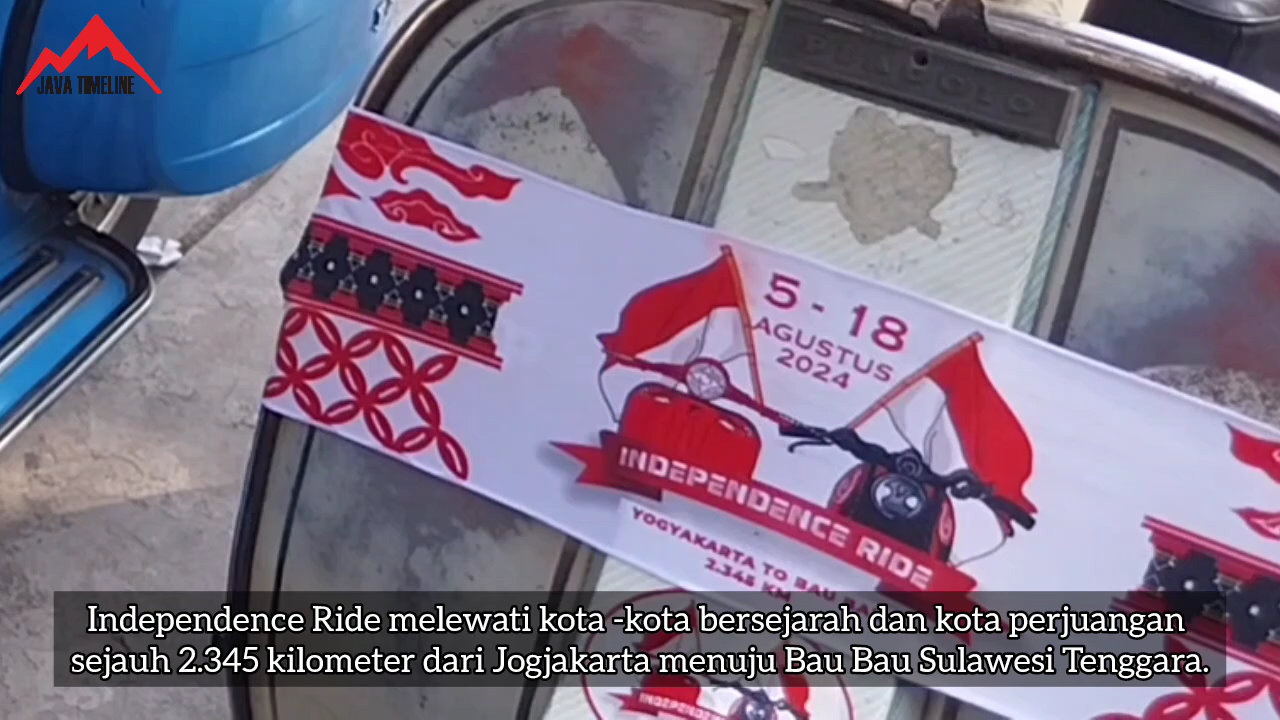 JAVA TIMELINE
5 - 18
AGUSTUS
2024
INDEPENDENCE RIDE
YOGYAKARTA TO BAU
2.345 KM
Independence Ride melewati kota -kota bersejarah dan kota perjuangan
sejauh 2.345 kilometer dari Jogjakarta menuju Bau Bau Sulawesi Tenggara.